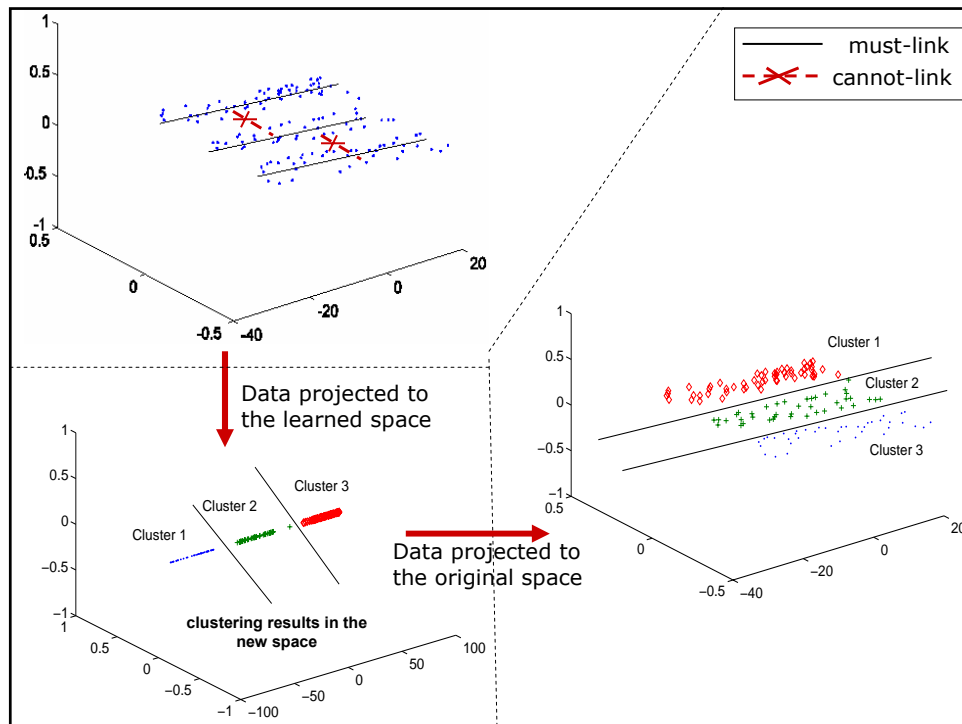 must-link
cannot-link
1
0.5
0
-0.5
-1
0.5
0
-0.5
-40
-20
0
20
Data projected to
the learned space
1
0.5
0
−0.5
−1
Cluster 1
Cluster 2
Cluster 3
clustering results in the
new space
1
0.5
0
−0.5
−1
−100
−50
0
50
100
Data projected to
the original space
1
0.5
0
−0.5
−1
Cluster 1
Cluster 2
Cluster 3
0.5
0
−0.5
−40
−20
0
20